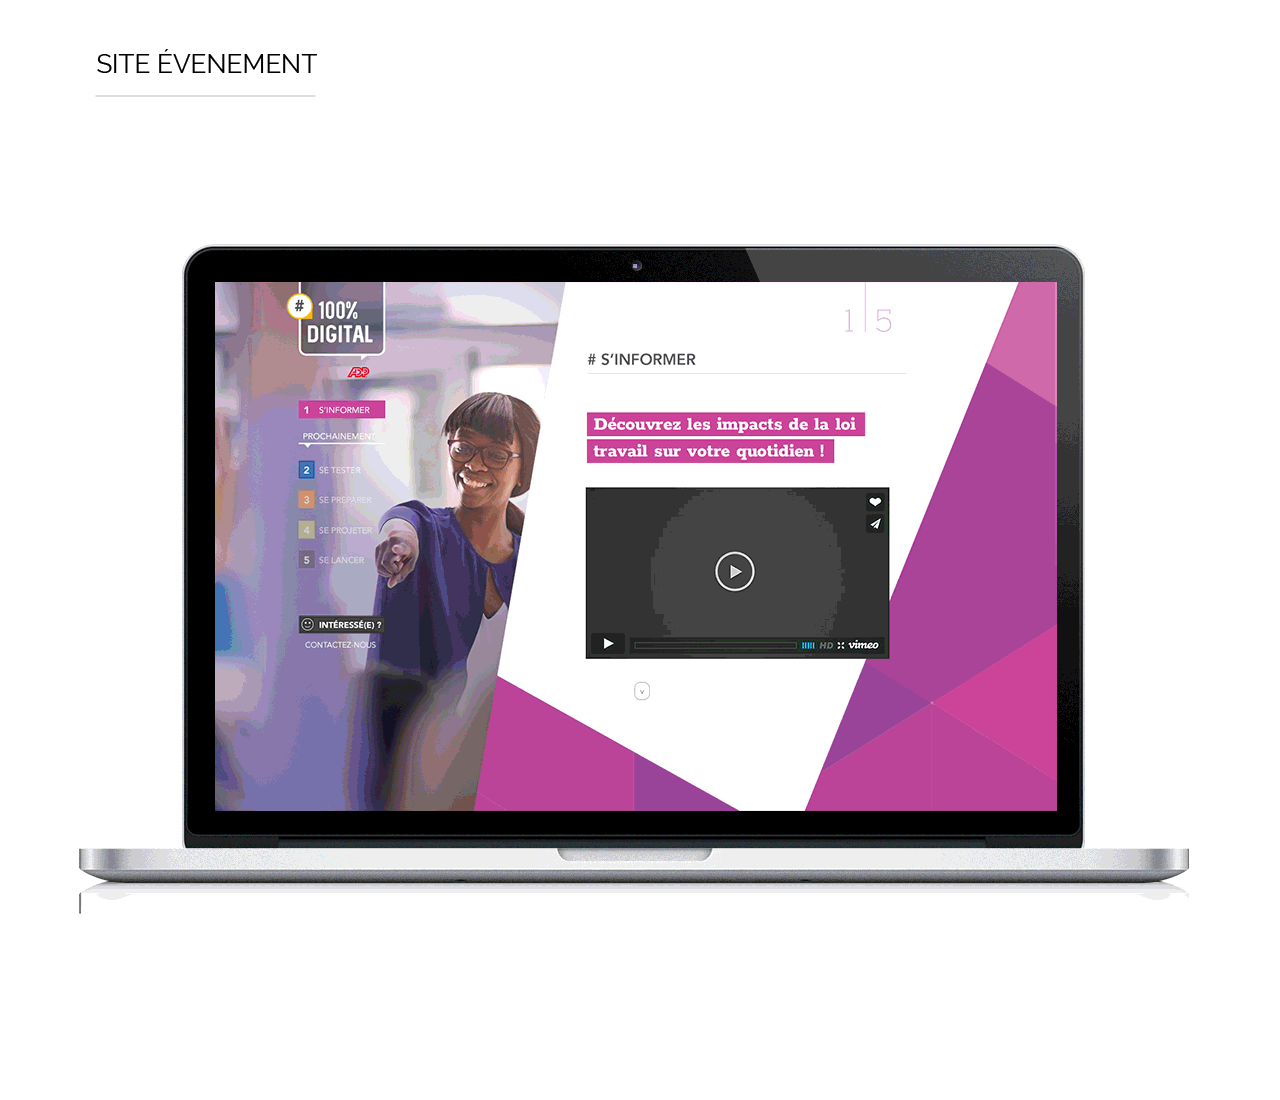 SITE ÉVENEMENT
# 100%
DIGITAL
ADP
1 S'INFORMER
PROCHAINEMENT
2 SE TESTER
3 SE PRÉPARER
4 SE PROJETER
5 SE LANCER
INTÉRESSÉ(E) ?
CONTACTEZ-NOUS
1 5
# S'INFORMER
Découvrez les impacts de la loi
travail sur votre quotidien !
HD vimeo
v